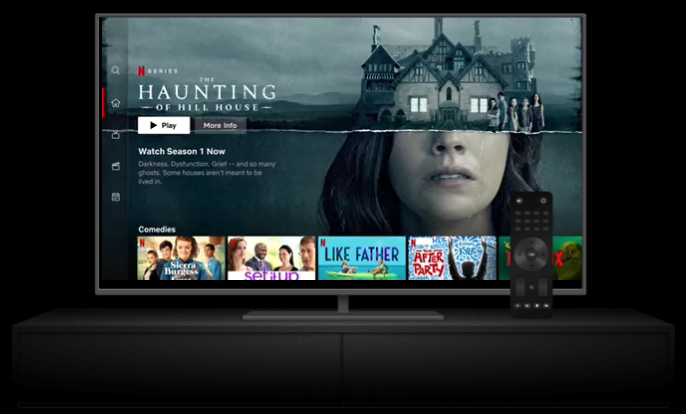 N SERIES
THE
HAUNTING
OF HILL HOUSE
Play
More Info
Watch Season 1 Now
Darkness. Dysfunction. Grief -- and so many
ghosts. Some houses aren't meant to be
lived in.
Comedies
N
Sierra
Burgess
N
set it up
N
LIKE FATHER
N
AFTER
PARTY